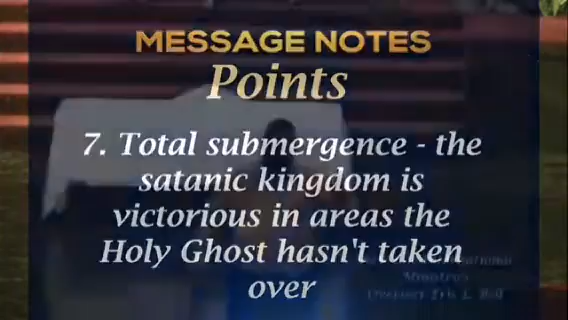 MESSAGE NOTES
Points
7. Total submergence - the
satanic kingdom is
victorious in areas the
Holy Ghost hasn't taken
over